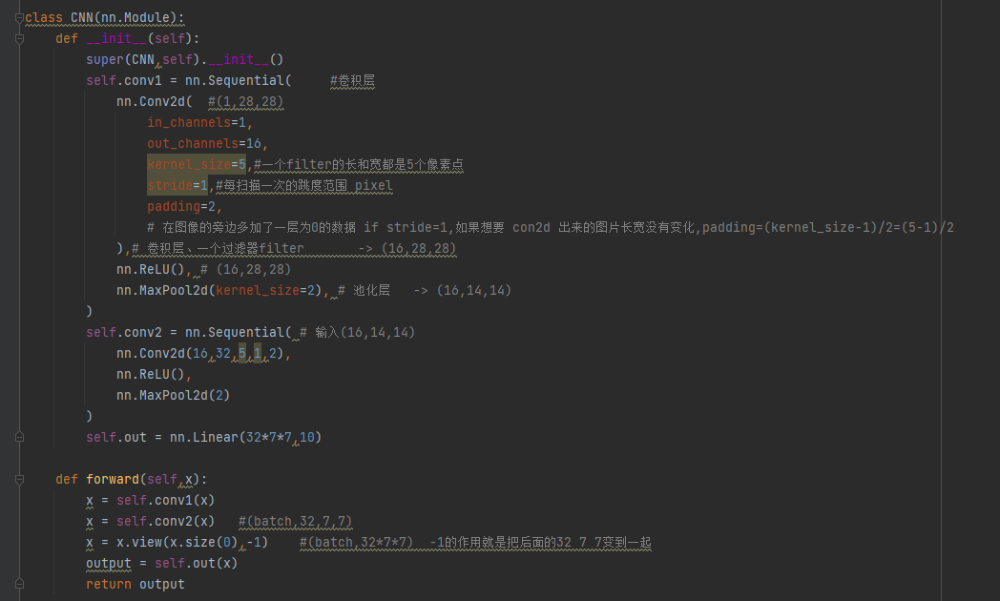 class CNN(nn.Module):
    def __init__(self):
        super(CNN,self).__init__()
        self.conv1 = nn.Sequential(     #卷积层
            nn.Conv2d(  #(1,28,28)
                in_channels=1,
                out_channels=16,
                kernel_size=5,#一个filter的长和宽都是5个像素点
                stride=1,#每扫描一次的跳度范围 pixel
                padding=2,
                # 在图像的旁边多加了一层为0的数据 if stride=1,如果想要 con2d 出来的图片长宽没有变化,padding=(kernel_size-1)/2=(5-1)/2
            ),# 卷积层、一个过滤器filter       -> (16,28,28)
            nn.ReLU(), # (16,28,28)
            nn.MaxPool2d(kernel_size=2), # 池化层   -> (16,14,14)
        )
        self.conv2 = nn.Sequential( # 输入(16,14,14)
            nn.Conv2d(16,32,5,1,2),
            nn.ReLU(),
            nn.MaxPool2d(2)
        )
        self.out = nn.Linear(32*7*7,10)
    def forward(self,x):
        x = self.conv1(x)
        x = self.conv2(x)   #(batch,32,7,7)
        x = x.view(x.size(0),-1)    #(batch,32*7*7)  -1的作用就是把后面的32 7 7变到一起
        output = self.out(x)
        return output